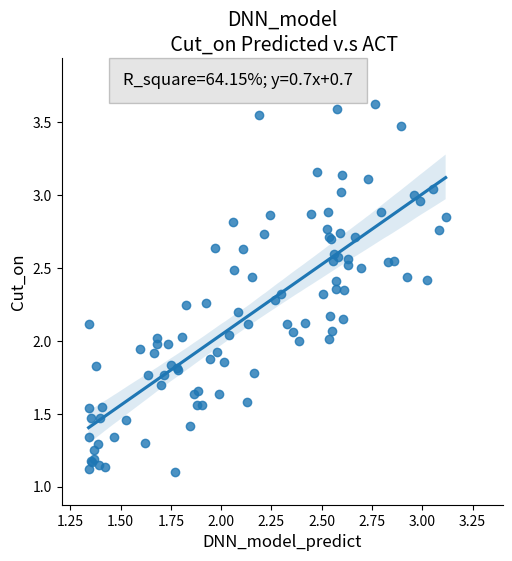 DNN_model
Cut_on Predicted v.s ACT
R_square=64.15%; y=0.7x+0.7
3.5
3.0
2.5
2.0
1.5
1.0
Cut_on
1.25 1.50 1.75 2.00 2.25 2.50 2.75 3.00 3.25
DNN_model_predict